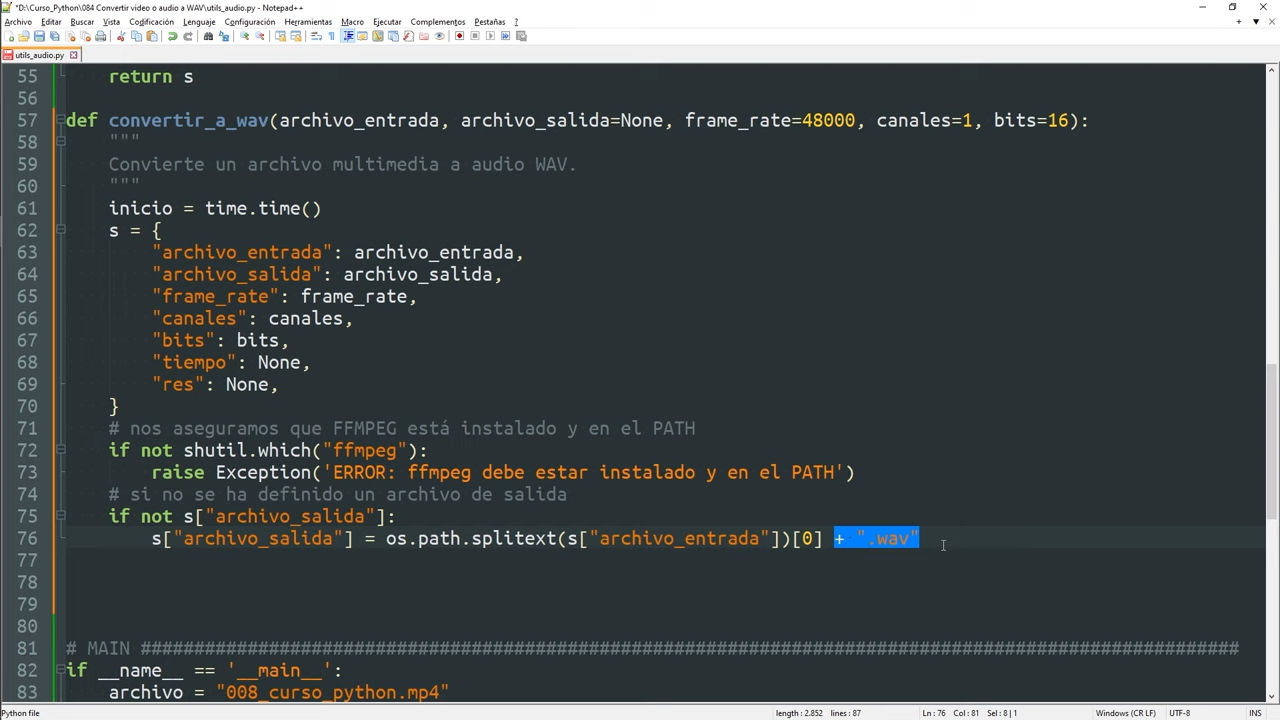 *D:\Curso_Python\084 Convertir video o audio a WAV\utils_audio.py - Notepad++
Archivo Editar Buscar Vista Codificación Lenguaje Configuración Herramientas Macro Ejecutar Complementos Pestañas ?
utils_audio.py
55 return s
56
57 def convertir_a_wav(archivo_entrada, archivo_salida=None, frame_rate=48000, canales=1, bits=16):
58 """
59 Convierte un archivo multimedia a audio WAV.
60 """
61 inicio = time.time()
62 s = {
63 "archivo_entrada": archivo_entrada,
64 "archivo_salida": archivo_salida,
65 "frame_rate": frame_rate,
66 "canales": canales,
67 "bits": bits,
68 "tiempo": None,
69 "res": None,
70 }
71 # nos aseguramos que FFMPEG está instalado y en el PATH
72 if not shutil.which("ffmpeg"):
73 raise Exception('ERROR: ffmpeg debe estar instalado y en el PATH')
74 # si no se ha definido un archivo de salida
75 if not s["archivo_salida"]:
76 s["archivo_salida"] = os.path.splitext(s["archivo_entrada"])[0] + ".wav"
77
78
79
80
81 # MAIN #######################################################################################################
82 if __name__ == '__main__':
83 archivo = "008_curso_python.mp4"
Python file length : 2.852 lines : 87 Ln : 76 Col : 81 Sel : 8 | 1 Windows (CR LF) UTF-8 INS